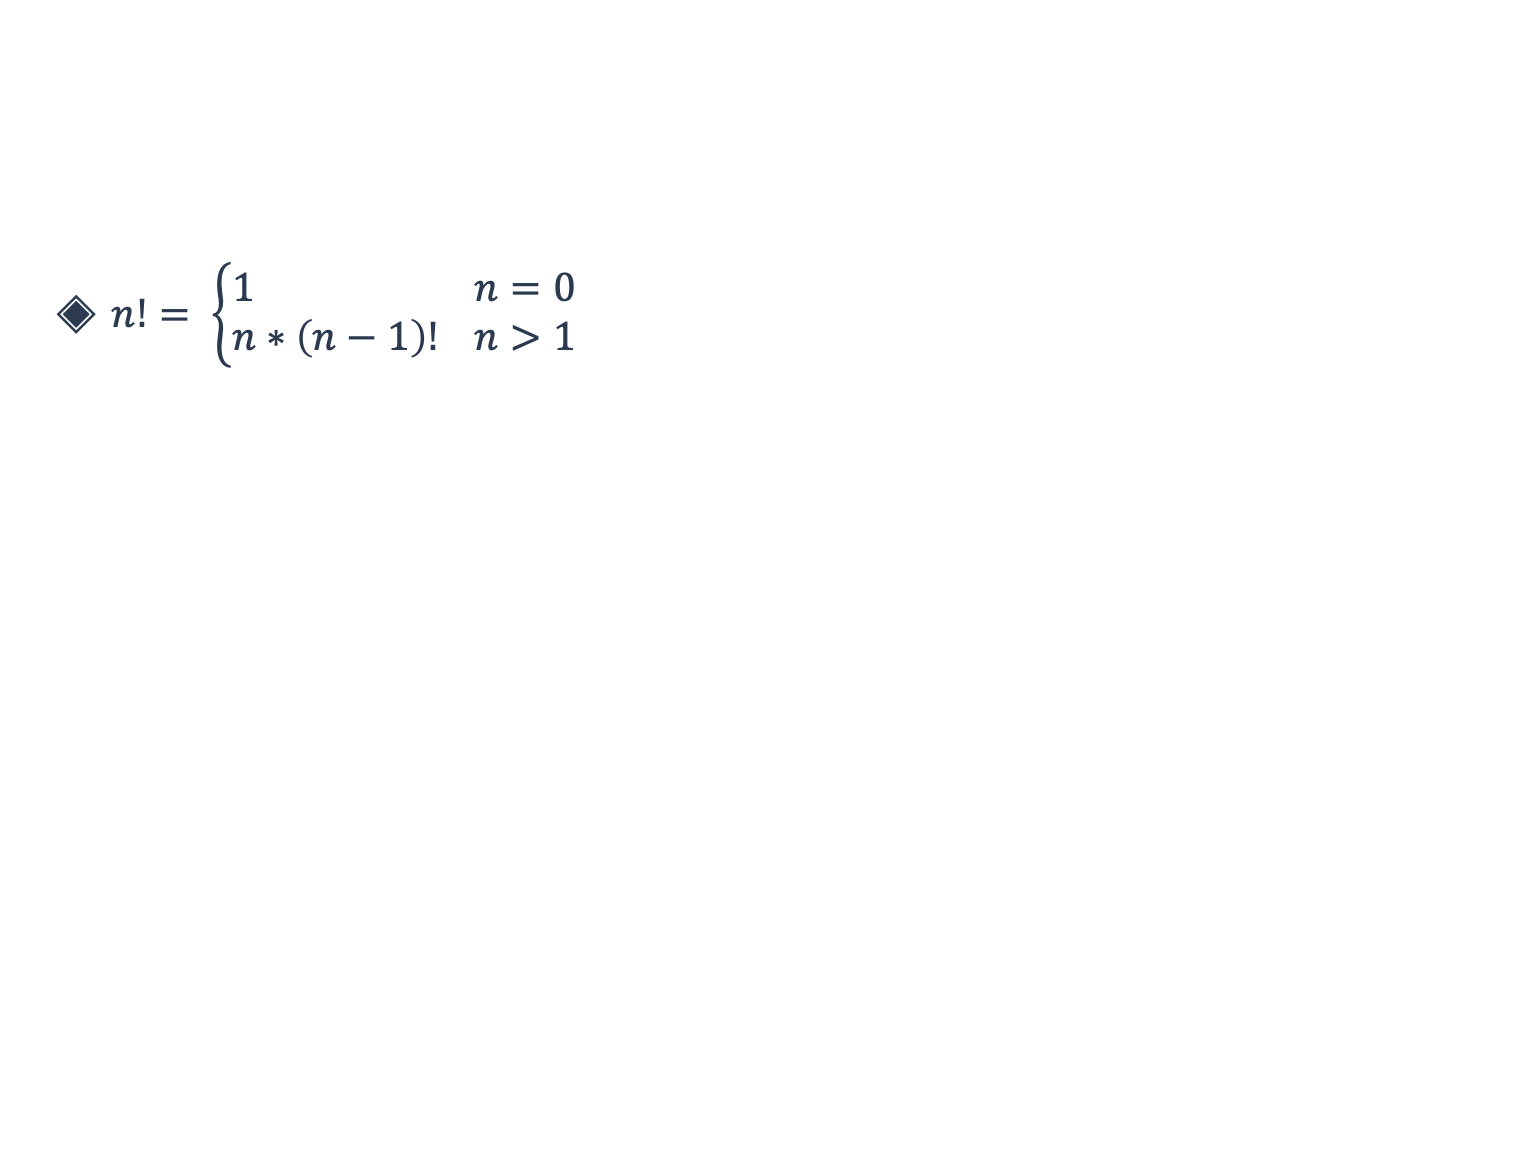 ◈ n! = { 1 n = 0
n * (n − 1)! n > 1